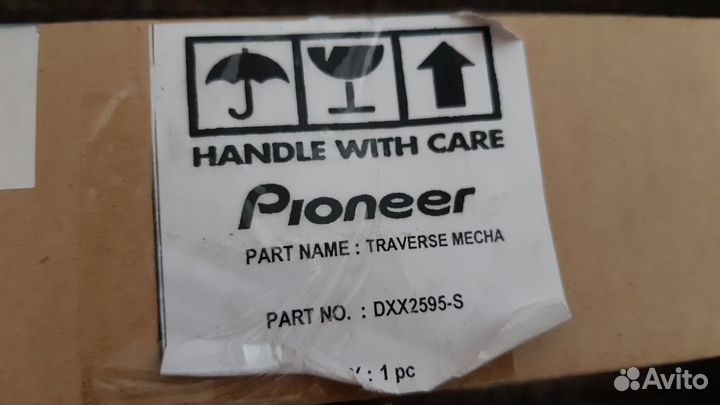 HANDLE WITH CARE
Pioneer
PART NAME : TRAVERSE MECHA
PART NO. : DXX2595-S
: 1 pc
Avito